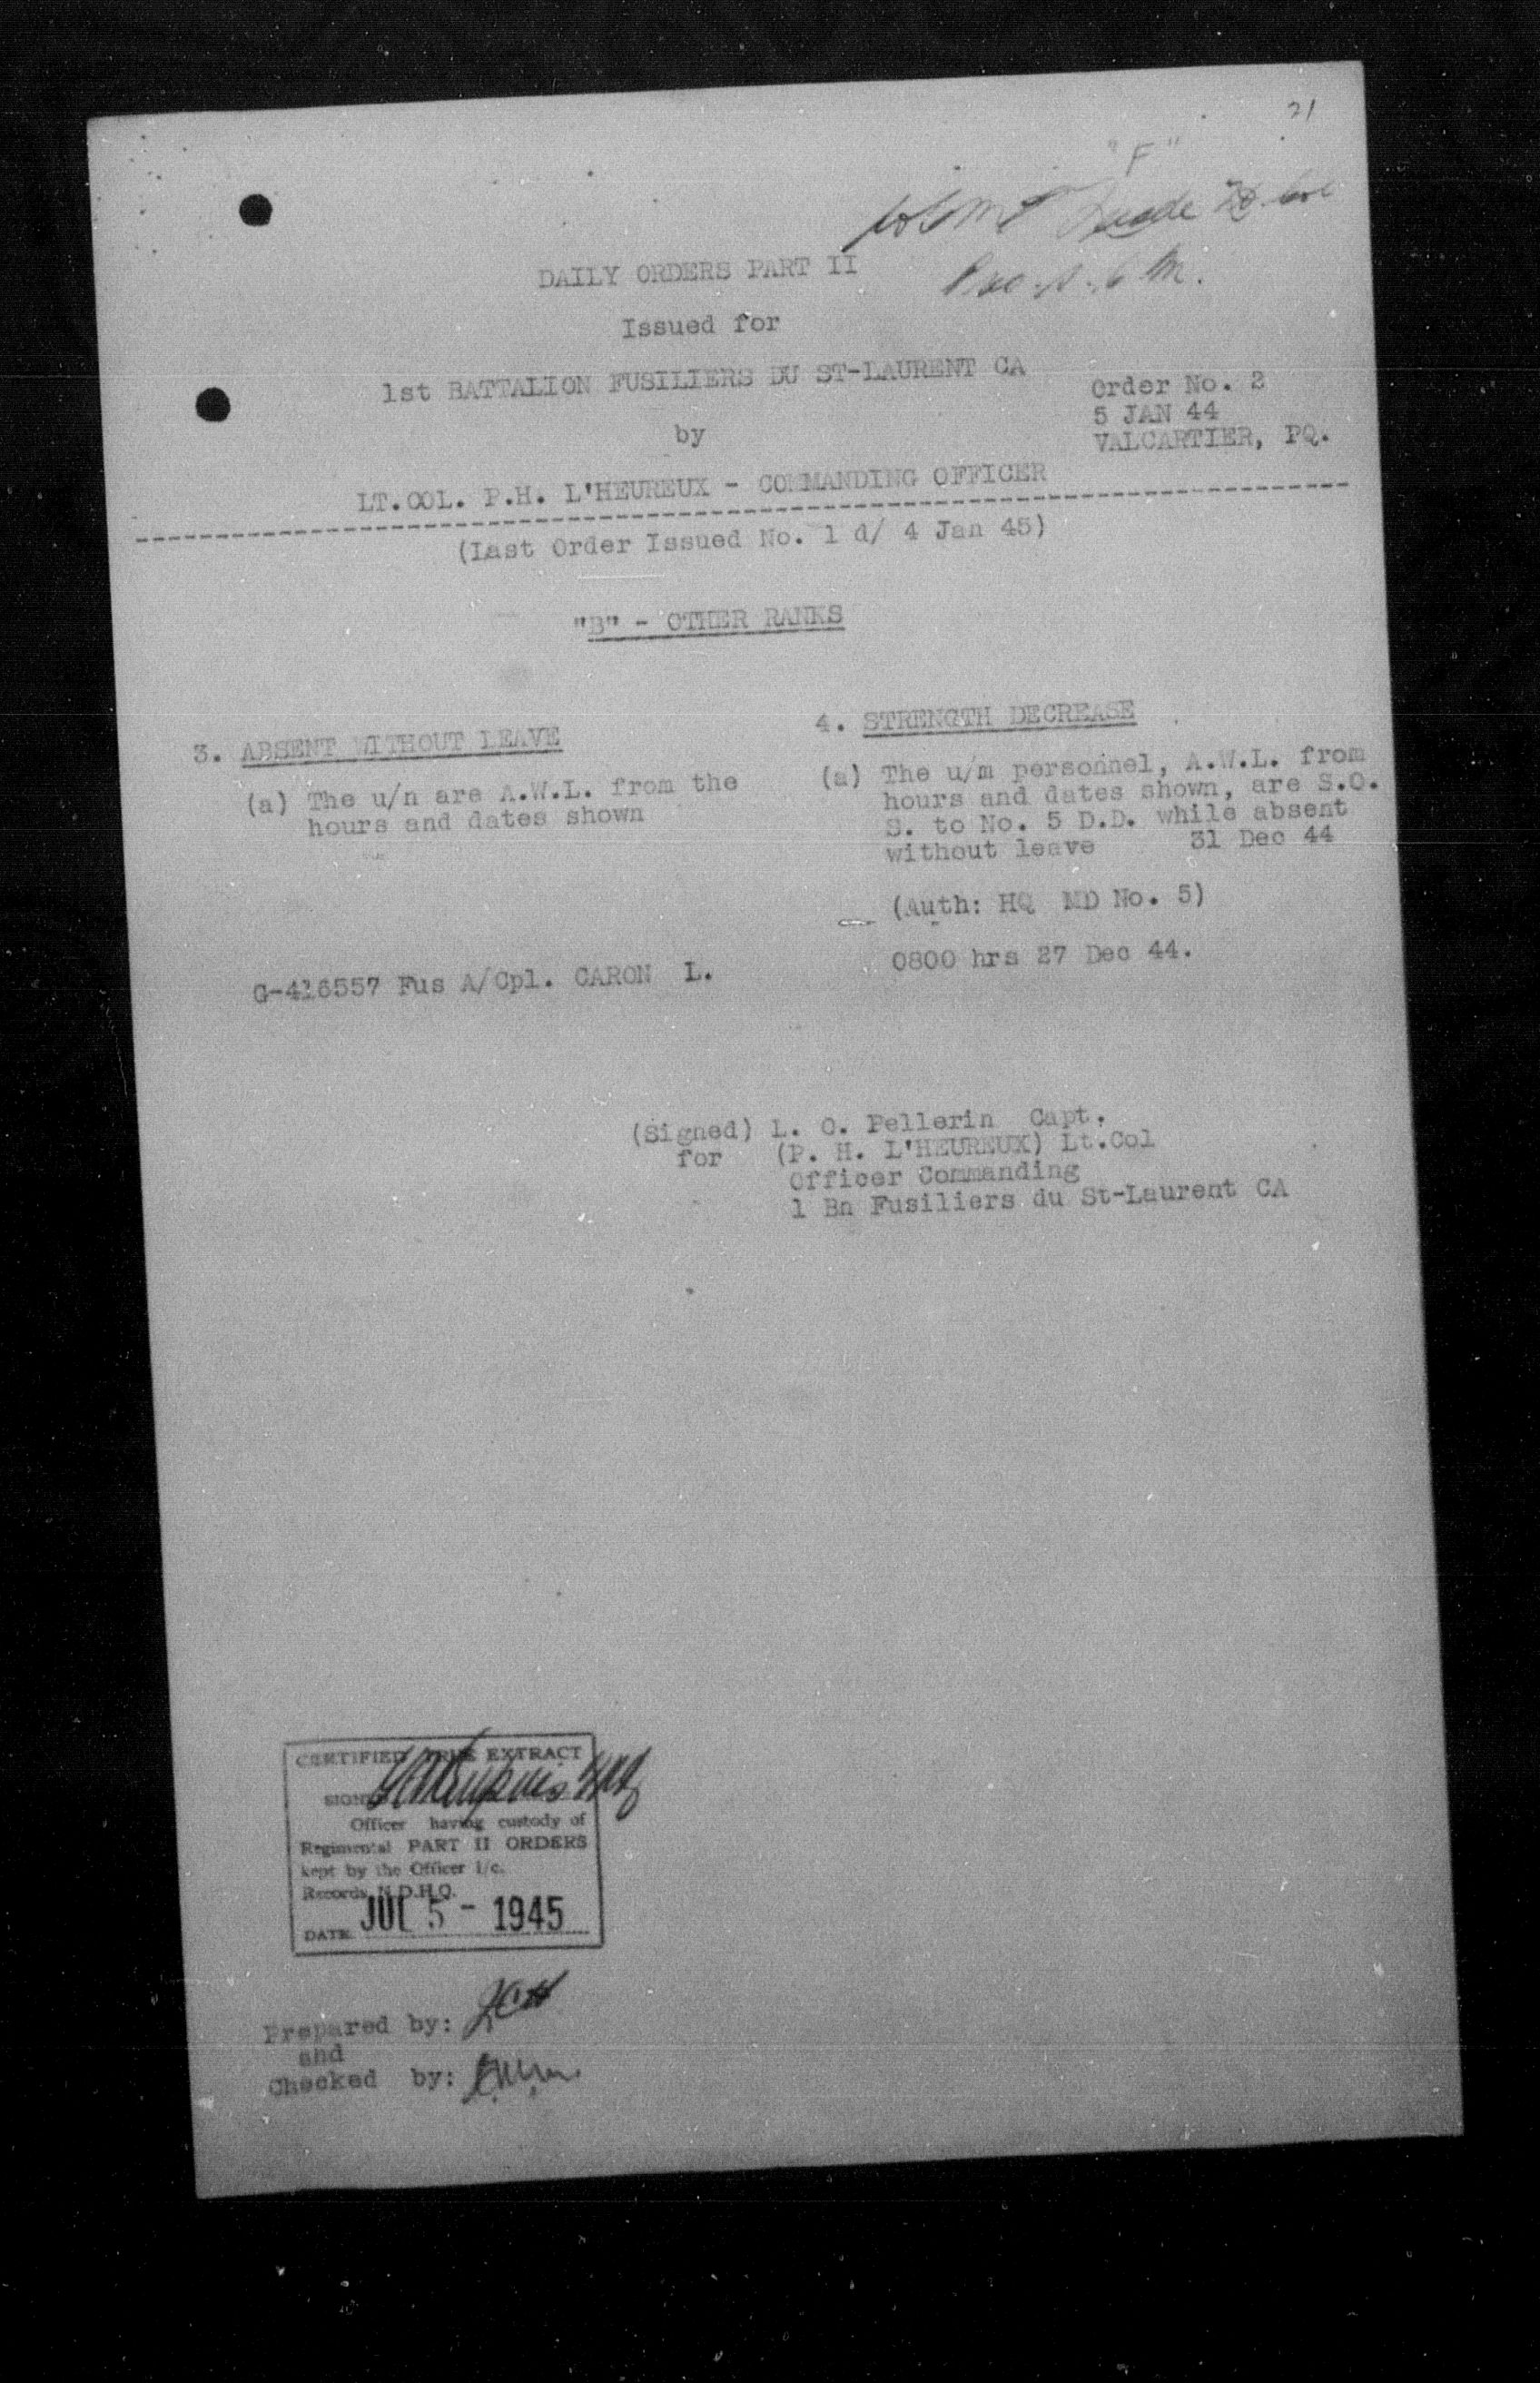 21
"F"
DAILY ORDERS PART II
Issued for
1st BATTALION FUSILIERS DU ST-LAURENT CA
Order No. 2
5 JAN 44
VALCARTIER, PQ.
by
LT.COL. P.H. L'HEUREUX - COMMANDING OFFICER
(Last Order Issued No. 1 d/ 4 Jan 45)
"B" - OTHER RANKS
3. ABSENT WITHOUT LEAVE
(a) The u/n are A.W.L. from the
hours and dates shown
4. STRENGTH DECREASE
(a) The u/m personnel, A.W.L. from
hours and dates shown, are S.O.
S. to No. 5 D.D. while absent
without leave 31 Dec 44
(Auth: HQ MD No. 5)
G-416557 Fus A/Cpl. CARON L.
0800 hrs 27 Dec 44.
(Signed) L. O. Pellerin Capt.
for (P. H. L'HEUREUX) Lt.Col
Officer Commanding
1 Bn Fusiliers du St-Laurent CA
CERTIFIED TRUE EXTRACT
SIGNED
Officer having custody of
Regimental PART II ORDERS
kept by the Officer i/c.
Records N.D.H.Q.
DATE JUL 5 - 1945
Prepared by:
and
Checked by: